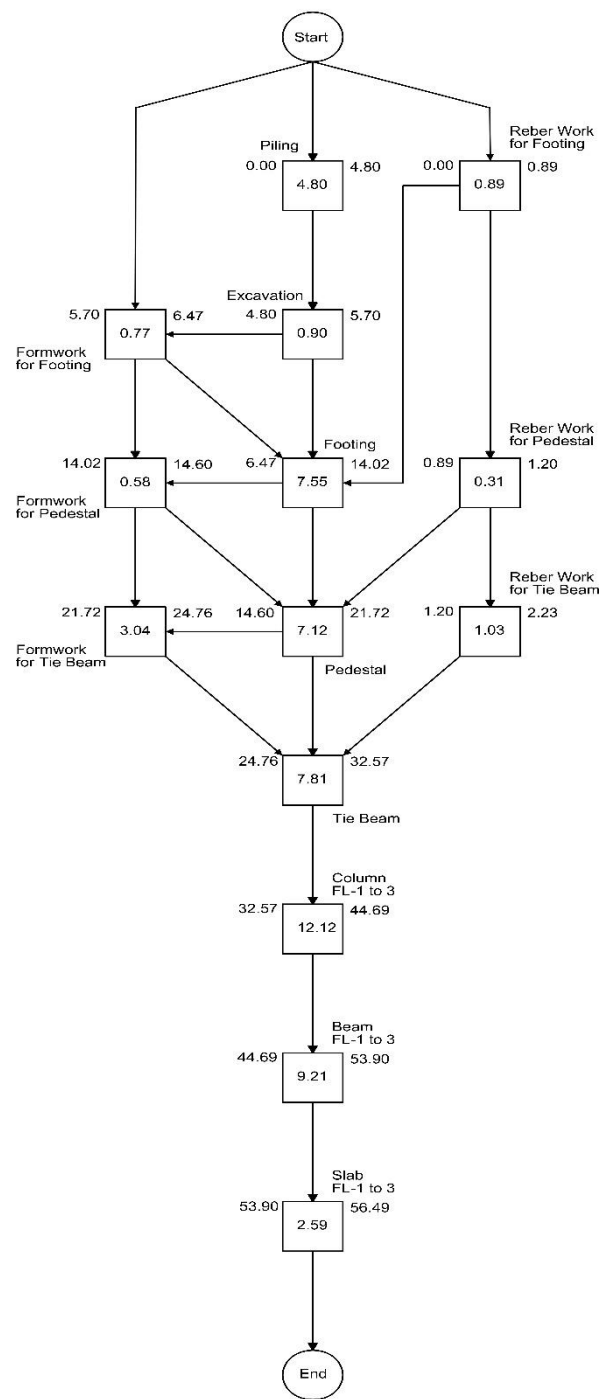 Start
Piling
0.00
4.80
4.80
Reber Work
for Footing
0.00
0.89
0.89
Excavation
5.70
6.47
4.80
5.70
0.77
0.90
Formwork
for Footing
Footing
Reber Work
for Pedestal
14.02
14.60
6.47
14.02
0.89
1.20
0.58
7.55
0.31
Formwork
for Pedestal
Reber Work
for Tie Beam
21.72
24.76
14.60
21.72
1.20
2.23
3.04
7.12
1.03
Formwork
for Tie Beam
Pedestal
24.76
32.57
7.81
Tie Beam
Column
FL-1 to 3
32.57
44.69
12.12
Beam
FL-1 to 3
44.69
53.90
9.21
Slab
FL-1 to 3
53.90
56.49
2.59
End